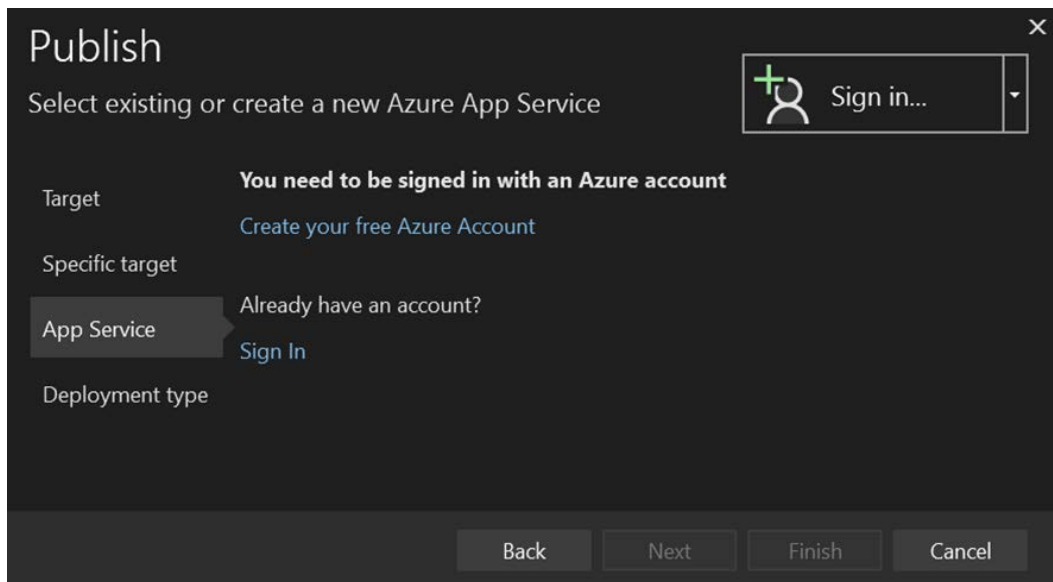 Publish
Select existing or create a new Azure App Service
Sign in...
Target
You need to be signed in with an Azure account
Create your free Azure Account
Specific target
App Service
Already have an account?
Sign In
Deployment type
Back
Next
Finish
Cancel